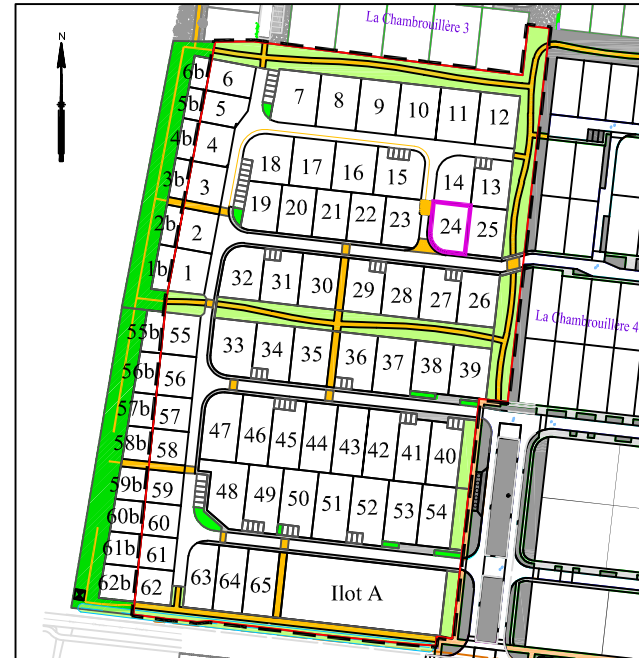 La Chambrouillère 3
N
6b 6
5b 5
4b 4
3b 3
2b 2
1b 1
7 8 9 10 11 12
18 17 16 15 14 13
19 20 21 22 23 24 25
32 31 30 29 28 27 26
La Chambrouillère 4
55b 55
56b 56
57b 57
58b 58
59b 59
60b 60
61b 61
62b 62
33 34 35 36 37 38 39
47 46 45 44 43 42 41 40
48 49 50 51 52 53 54
63 64 65 Ilot A